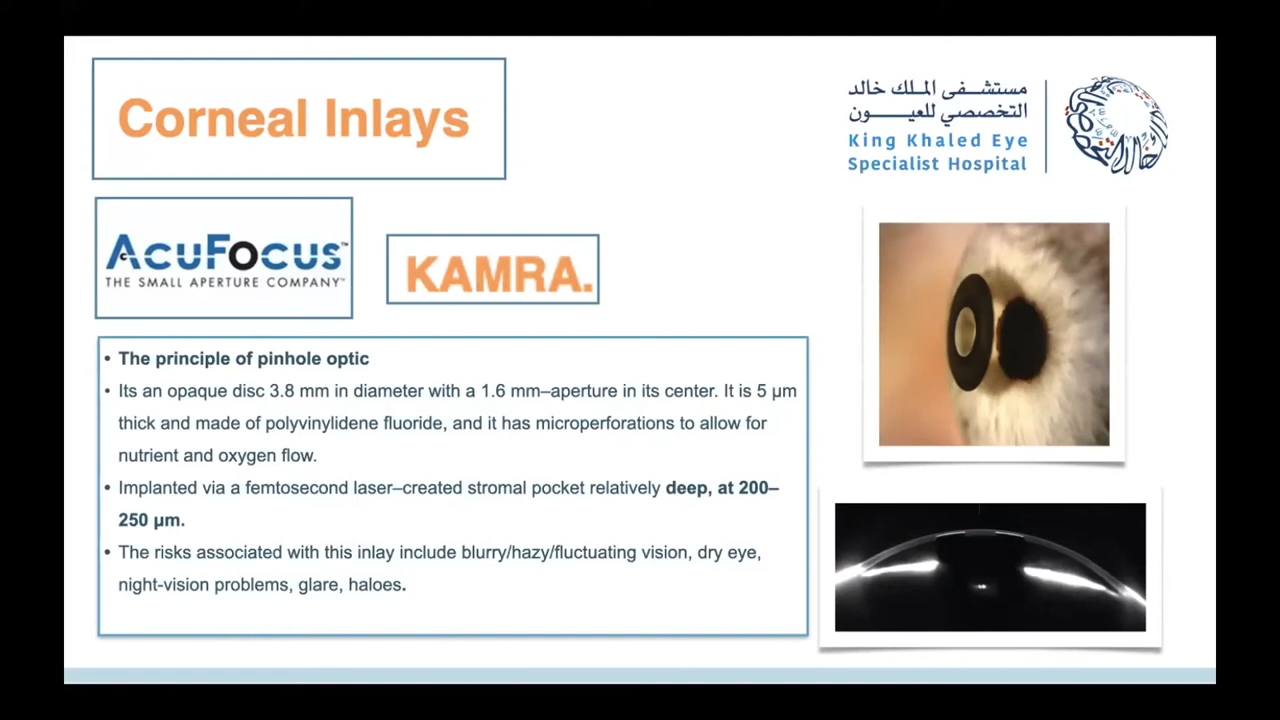 Corneal Inlays
مستشفى الملك خالد
التخصصي للعيون
King Khaled Eye
Specialist Hospital
AcuFocus™
THE SMALL APERTURE COMPANY™
KAMRA.
• The principle of pinhole optic
• Its an opaque disc 3.8 mm in diameter with a 1.6 mm–aperture in its center. It is 5 µm
thick and made of polyvinylidene fluoride, and it has microperforations to allow for
nutrient and oxygen flow.
• Implanted via a femtosecond laser–created stromal pocket relatively deep, at 200–
250 µm.
• The risks associated with this inlay include blurry/hazy/fluctuating vision, dry eye,
night-vision problems, glare, haloes.